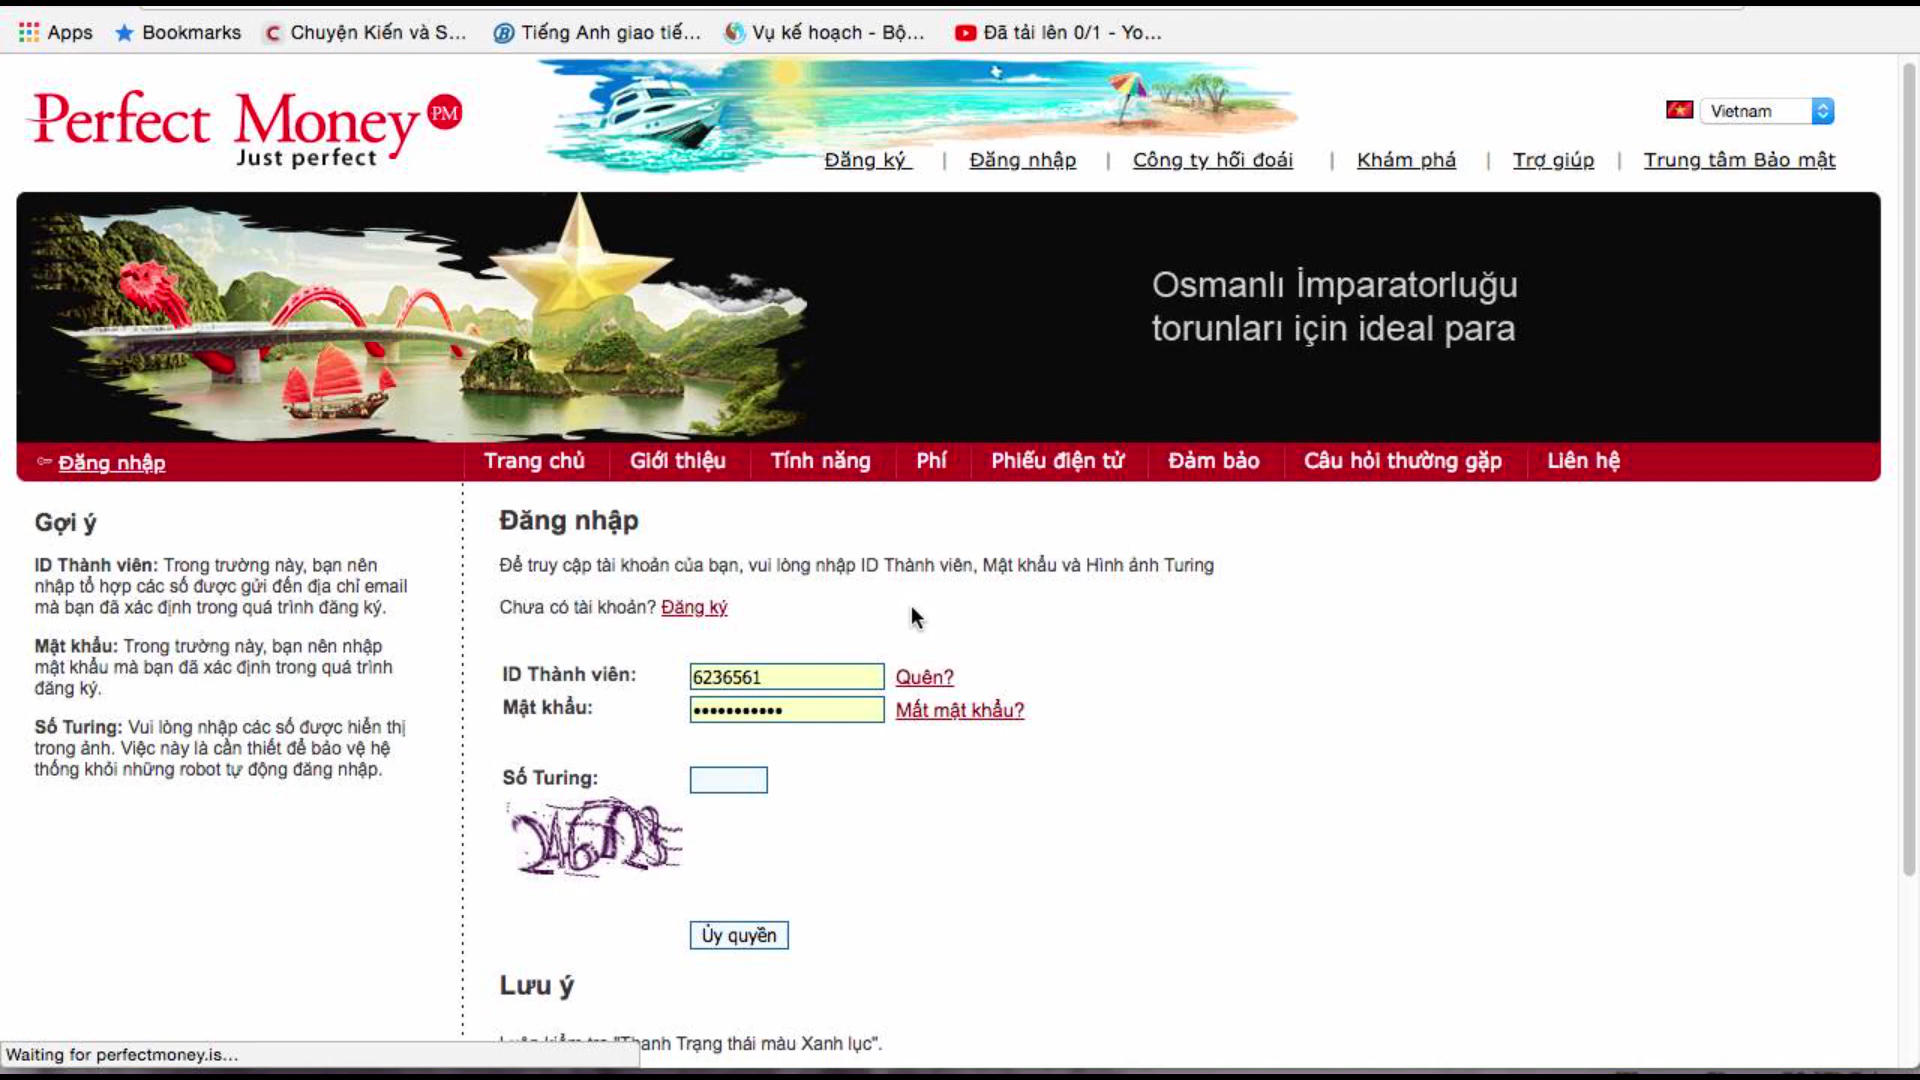 Apps Bookmarks Chuyện Kiến và S... Tiếng Anh giao tiế... Vụ kế hoạch - Bộ... Đã tải lên 0/1 - Yo...
Perfect Money PM
Just perfect
Vietnam
Đăng ký | Đăng nhập | Công ty hối đoái | Khám phá | Trợ giúp | Trung tâm Bảo mật
Osmanlı İmparatorluğu
torunları için ideal para
Đăng nhập
Trang chủ Giới thiệu Tính năng Phí Phiếu điện tử Đảm bảo Câu hỏi thường gặp Liên hệ
Gợi ý
ID Thành viên: Trong trường này, bạn nên
nhập tổ hợp các số được gửi đến địa chỉ email
mà bạn đã xác định trong quá trình đăng ký.
Mật khẩu: Trong trường này, bạn nên nhập
mật khẩu mà bạn đã xác định trong quá trình
đăng ký.
Số Turing: Vui lòng nhập các số được hiển thị
trong ảnh. Việc này là cần thiết để bảo vệ hệ
thống khỏi những robot tự động đăng nhập.
Đăng nhập
Để truy cập tài khoản của bạn, vui lòng nhập ID Thành viên, Mật khẩu và Hình ảnh Turing
Chưa có tài khoản? Đăng ký
ID Thành viên: 6236561 Quên?
Mật khẩu: ••••••••••• Mất mật khẩu?
Số Turing:
Ủy quyền
Lưu ý
Trạng thái màu Xanh lục".
Waiting for perfectmoney.is...